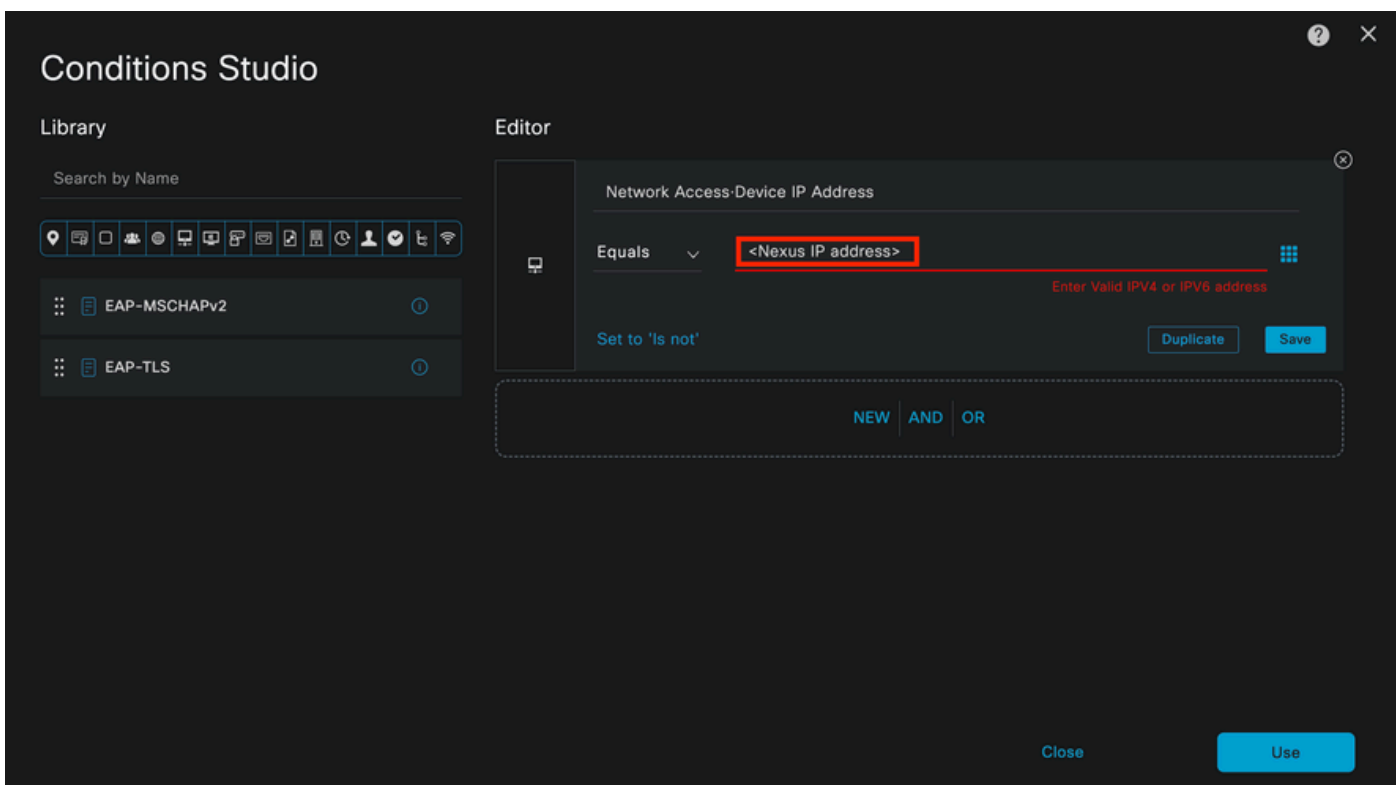 Conditions Studio
Library
Editor
Search by Name
Network Access·Device IP Address
Equals
<Nexus IP address>
Enter Valid IPV4 or IPV6 address
EAP-MSCHAPv2
Set to 'Is not'
Duplicate
Save
EAP-TLS
NEW AND OR
Close
Use